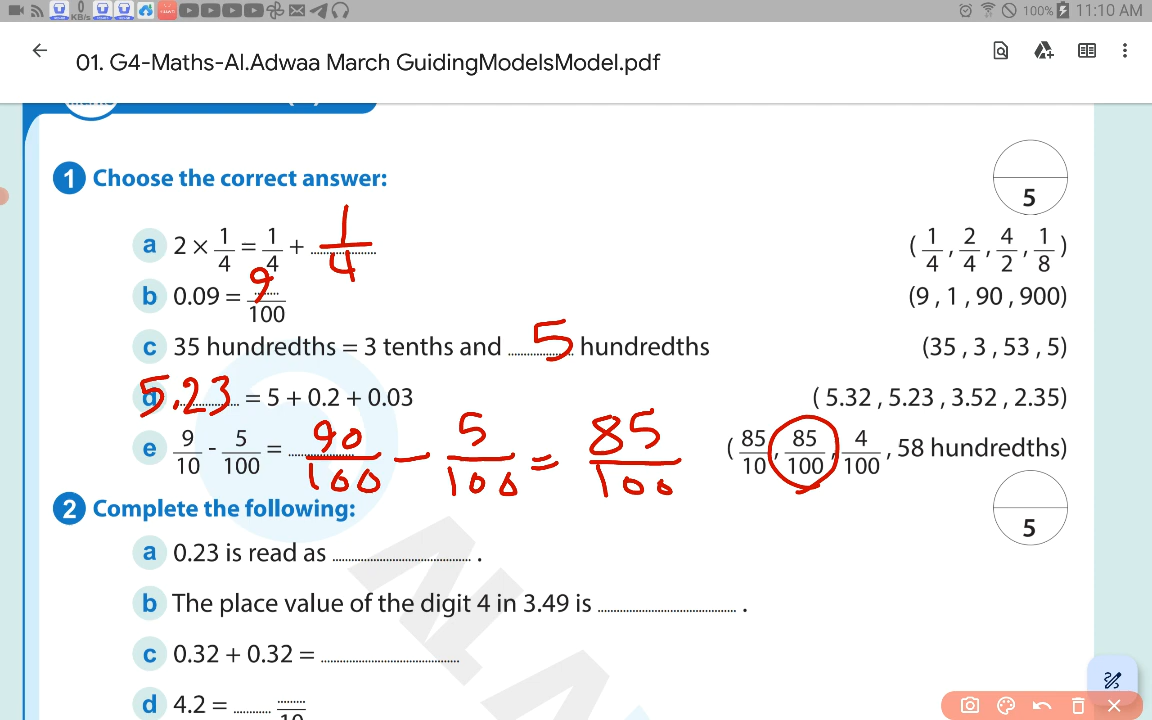 0 KB/s 100% 11:10 AM
01. G4-Maths-Al.Adwaa March GuidingModelsModel.pdf
1 Choose the correct answer:
5
a 2 × 1/4 = 1/4 + 1/4 ( 1/4 , 2/4 , 4/2 , 1/8 )
b 0.09 = 9/100 (9 , 1 , 90 , 900)
c 35 hundredths = 3 tenths and 5 hundredths (35 , 3 , 53 , 5)
d 5.23 = 5 + 0.2 + 0.03 ( 5.32 , 5.23 , 3.52 , 2.35)
e 9/10 - 5/100 = 90/100 - 5/100 = 85/100 ( 85/10 , 85/100 , 4/100 , 58 hundredths)
2 Complete the following:
5
a 0.23 is read as .................... .
b The place value of the digit 4 in 3.49 is .................... .
c 0.32 + 0.32 = ....................
d 4.2 = ........ ......../10